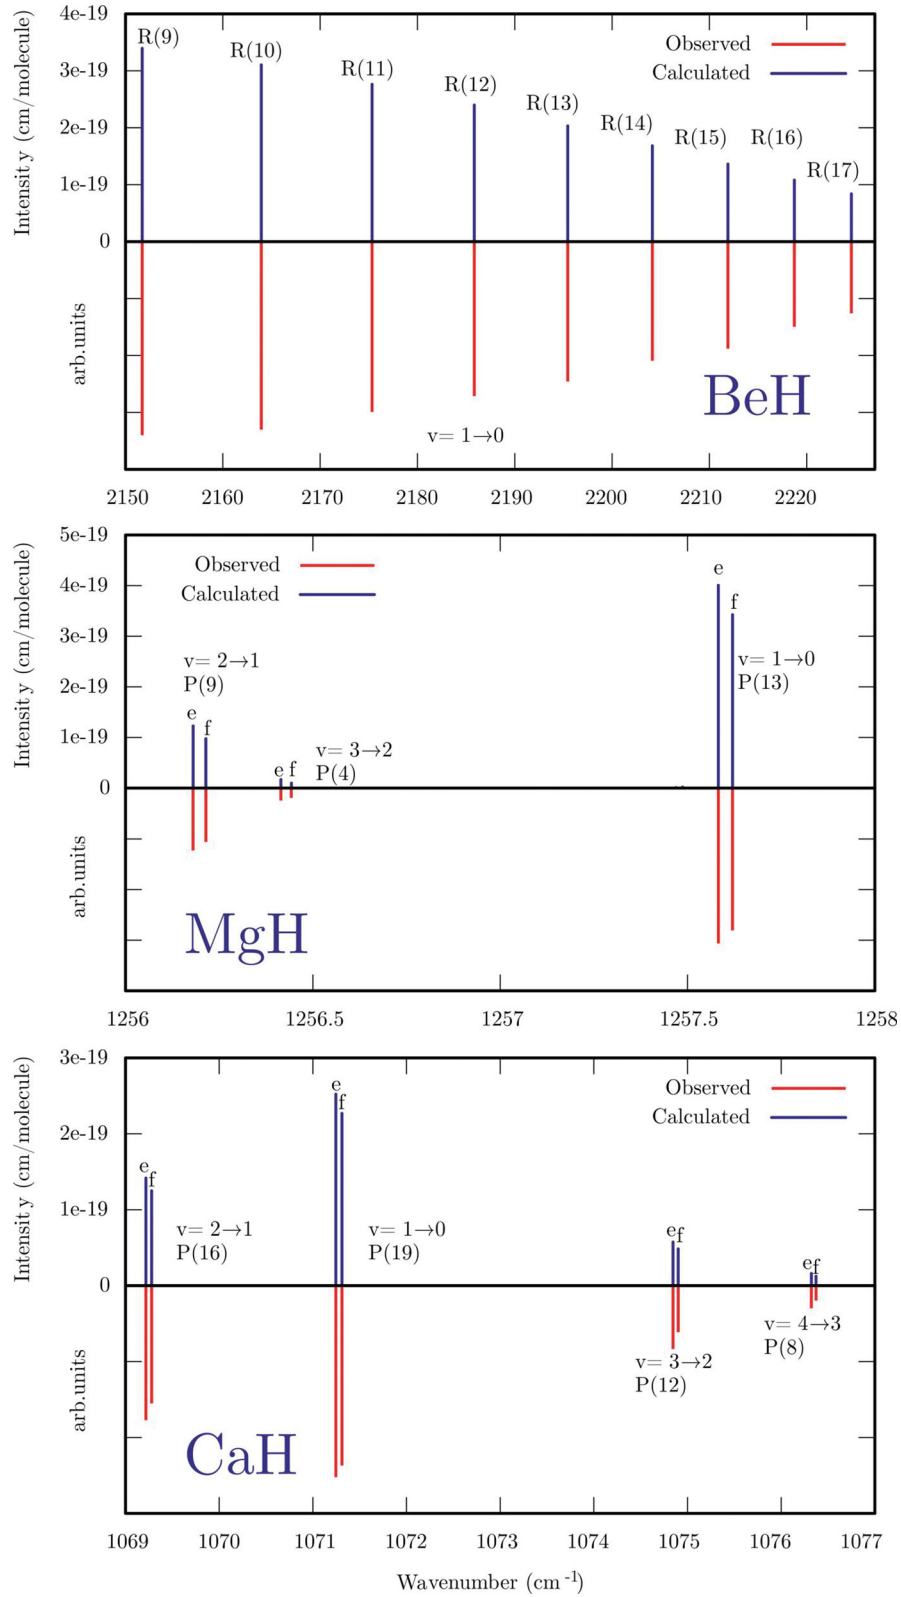 4e-19
R(9)
Observed
R(10)
3e-19
R(11)
Calculated
R(12)
R(13)
2e-19
R(14)
R(15)
R(16)
R(17)
1e-19
0
Intensity (cm/molecule)
arb.units
BeH
v= 1→0
2150 2160 2170 2180 2190 2200 2210 2220
5e-19
Observed
e
4e-19
Calculated
f
3e-19
v= 2→1
P(9)
v= 1→0
P(13)
2e-19
e
f
1e-19
v= 3→2
P(4)
e f
0
Intensity (cm/molecule)
arb.units
MgH
1256 1256.5 1257 1257.5 1258
3e-19
e
f
Observed
Calculated
2e-19
e
f
1e-19
v= 2→1
P(16)
v= 1→0
P(19)
ef
ef
0
Intensity (cm/molecule)
v= 4→3
P(8)
v= 3→2
P(12)
arb.units
CaH
1069 1070 1071 1072 1073 1074 1075 1076 1077
Wavenumber (cm-1)